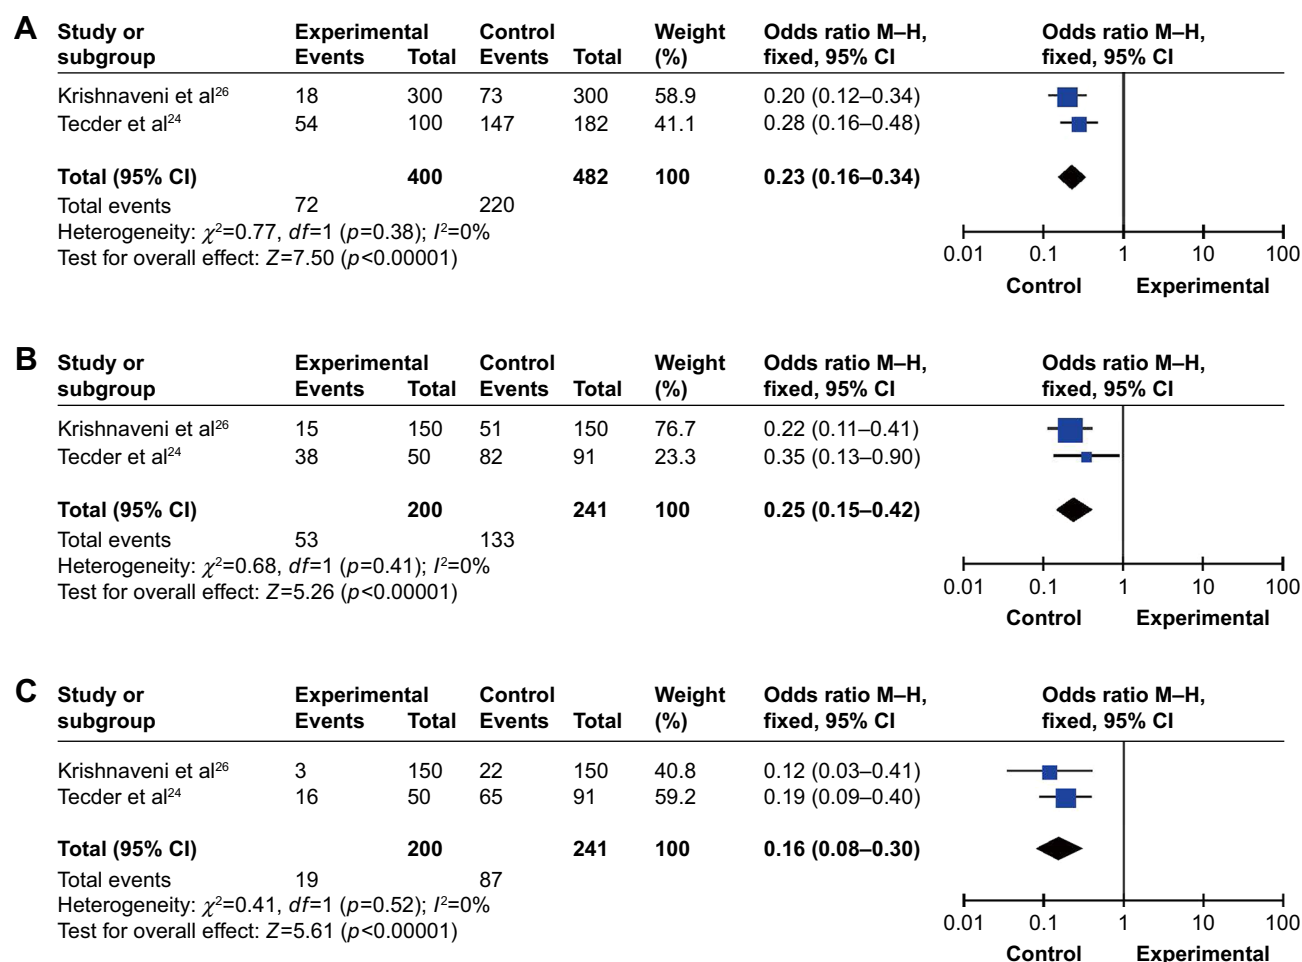 A Study or Experimental Control Weight Odds ratio M–H, Odds ratio M–H,
subgroup Events Total Events Total (%) fixed, 95% CI fixed, 95% CI
Krishnaveni et al26 18 300 73 300 58.9 0.20 (0.12–0.34)
Tecder et al24 54 100 147 182 41.1 0.28 (0.16–0.48)
Total (95% CI) 400 482 100 0.23 (0.16–0.34)
Total events 72 220
Heterogeneity: χ2=0.77, df=1 (p=0.38); I2=0%
Test for overall effect: Z=7.50 (p<0.00001)
0.01 0.1 1 10 100
Control Experimental
B Study or Experimental Control Weight Odds ratio M–H, Odds ratio M–H,
subgroup Events Total Events Total (%) fixed, 95% CI fixed, 95% CI
Krishnaveni et al26 15 150 51 150 76.7 0.22 (0.11–0.41)
Tecder et al24 38 50 82 91 23.3 0.35 (0.13–0.90)
Total (95% CI) 200 241 100 0.25 (0.15–0.42)
Total events 53 133
Heterogeneity: χ2=0.68, df=1 (p=0.41); I2=0%
Test for overall effect: Z=5.26 (p<0.00001)
0.01 0.1 1 10 100
Control Experimental
C Study or Experimental Control Weight Odds ratio M–H, Odds ratio M–H,
subgroup Events Total Events Total (%) fixed, 95% CI fixed, 95% CI
Krishnaveni et al26 3 150 22 150 40.8 0.12 (0.03–0.41)
Tecder et al24 16 50 65 91 59.2 0.19 (0.09–0.40)
Total (95% CI) 200 241 100 0.16 (0.08–0.30)
Total events 19 87
Heterogeneity: χ2=0.41, df=1 (p=0.52); I2=0%
Test for overall effect: Z=5.61 (p<0.00001)
0.01 0.1 1 10 100
Control Experimental